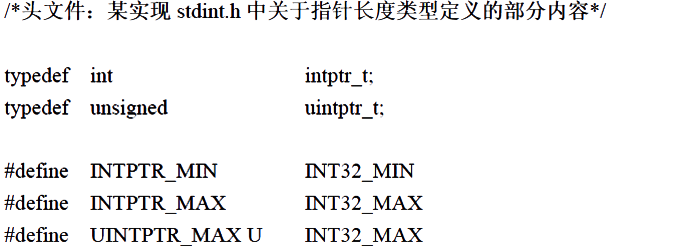 /*头文件：某实现 stdint.h 中关于指针长度类型定义的部分内容*/
typedef int intptr_t;
typedef unsigned uintptr_t;
#define INTPTR_MIN INT32_MIN
#define INTPTR_MAX INT32_MAX
#define UINTPTR_MAX U INT32_MAX